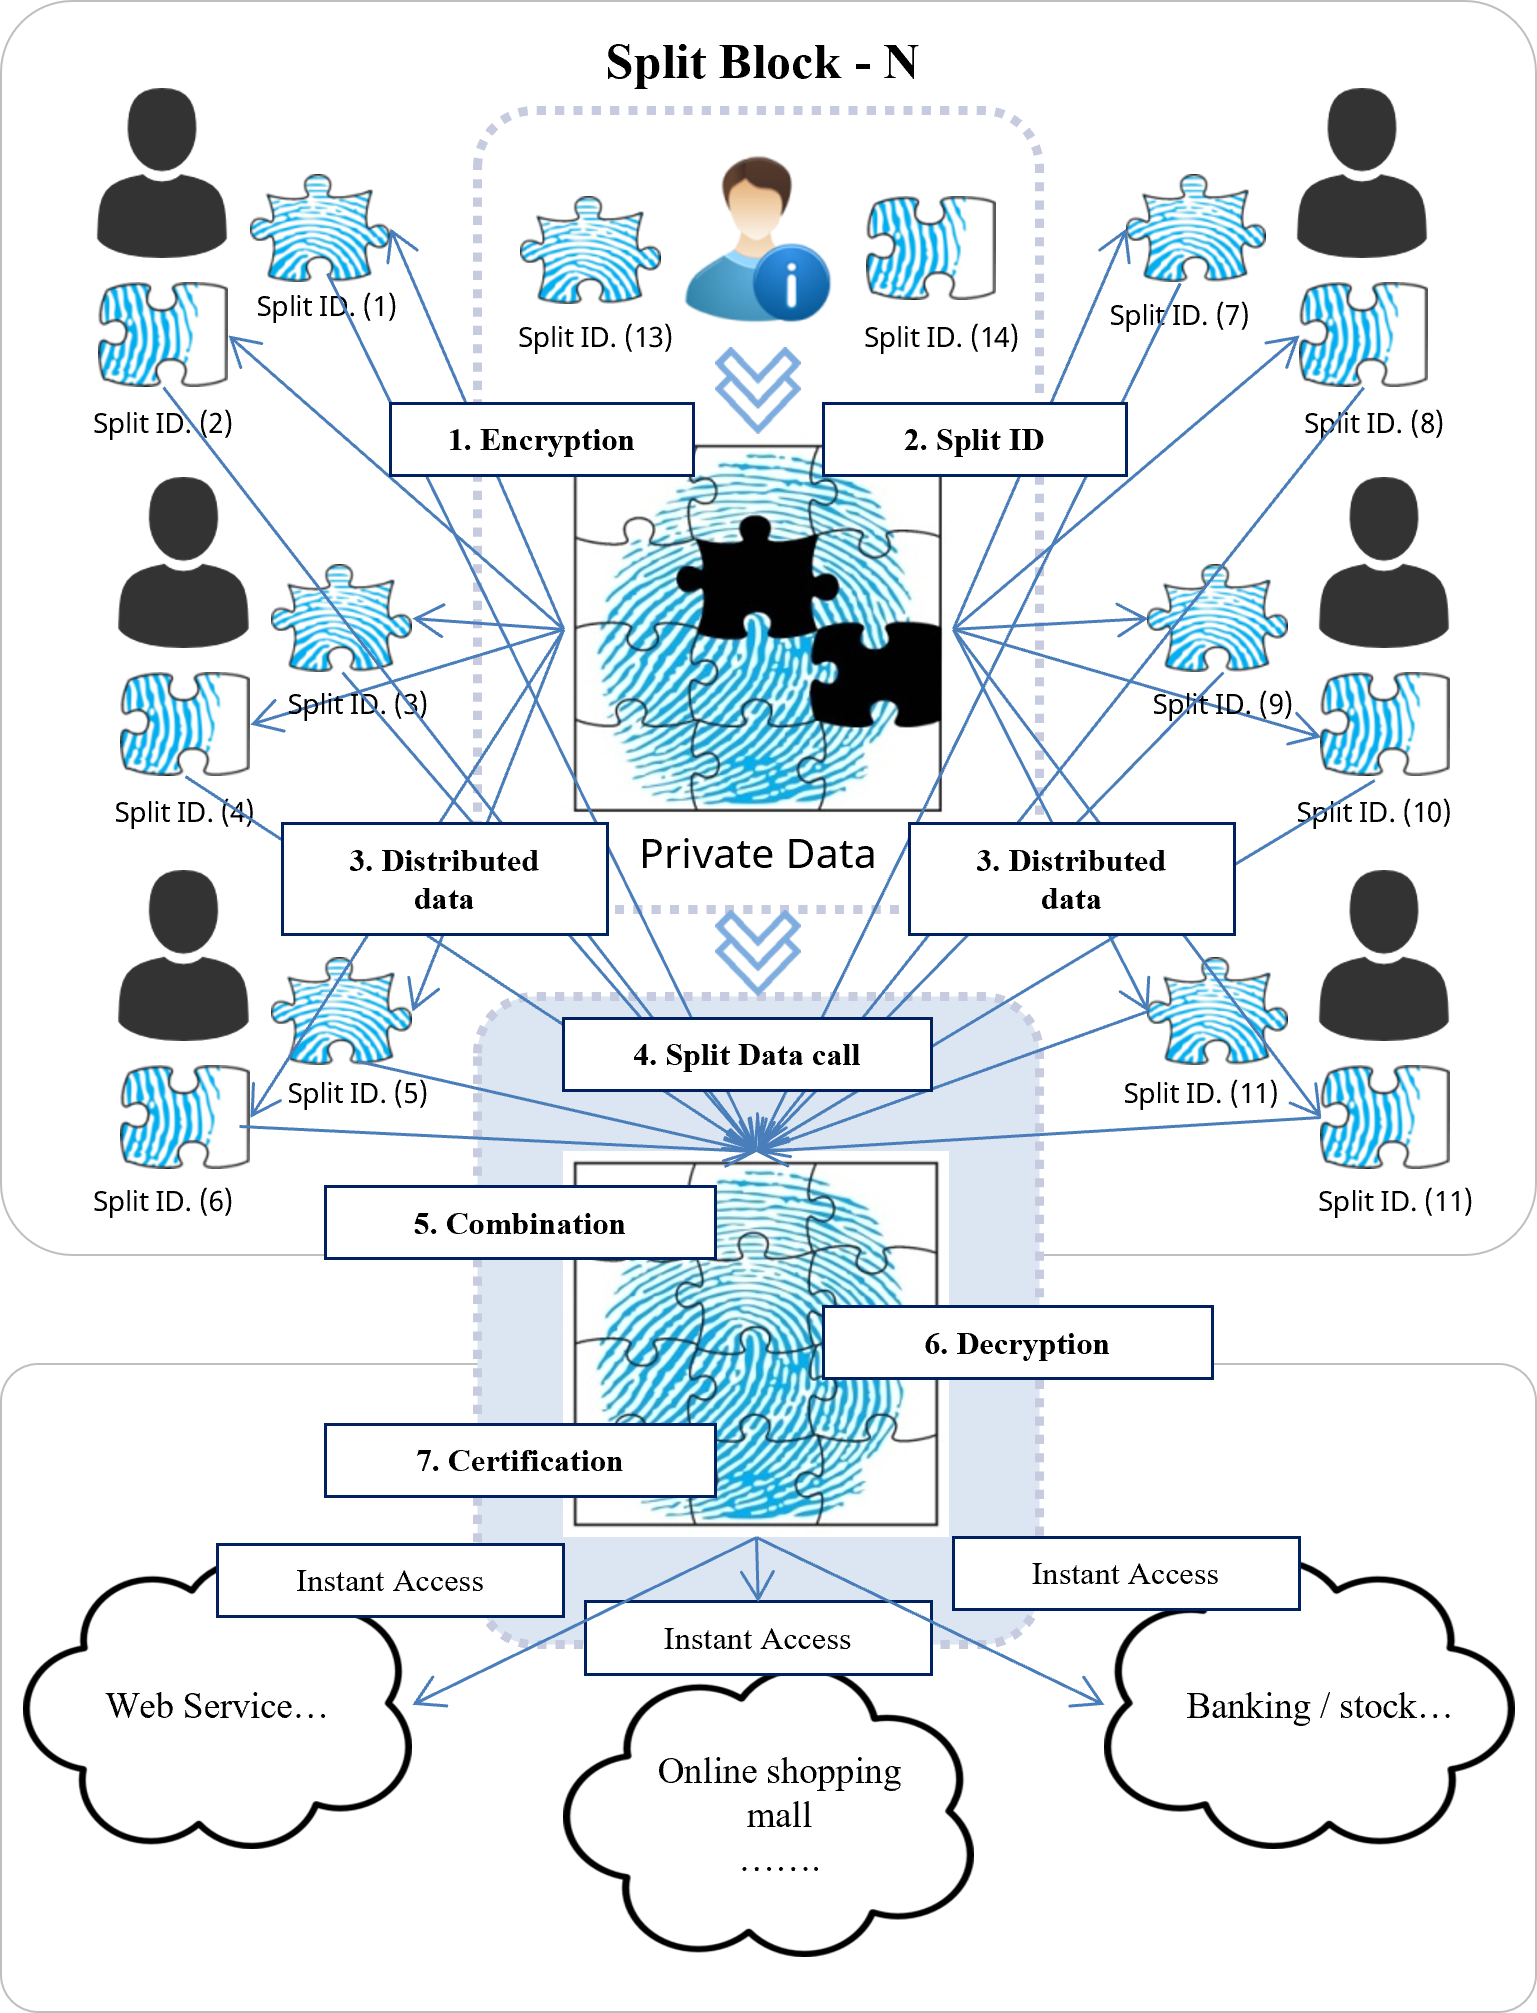 Split Block - N
Split ID. (1)
Split ID. (13)
Split ID. (14)
Split ID. (7)
Split ID. (2)
Split ID. (8)
1. Encryption
2. Split ID
Split ID. (3)
Split ID. (9)
Split ID. (4)
Split ID. (10)
Private Data
3. Distributed
data
3. Distributed
data
4. Split Data call
Split ID. (5)
Split ID. (11)
Split ID. (6)
Split ID. (11)
5. Combination
6. Decryption
7. Certification
Instant Access
Instant Access
Instant Access
Web Service…
Banking / stock…
Online shopping
mall
…….